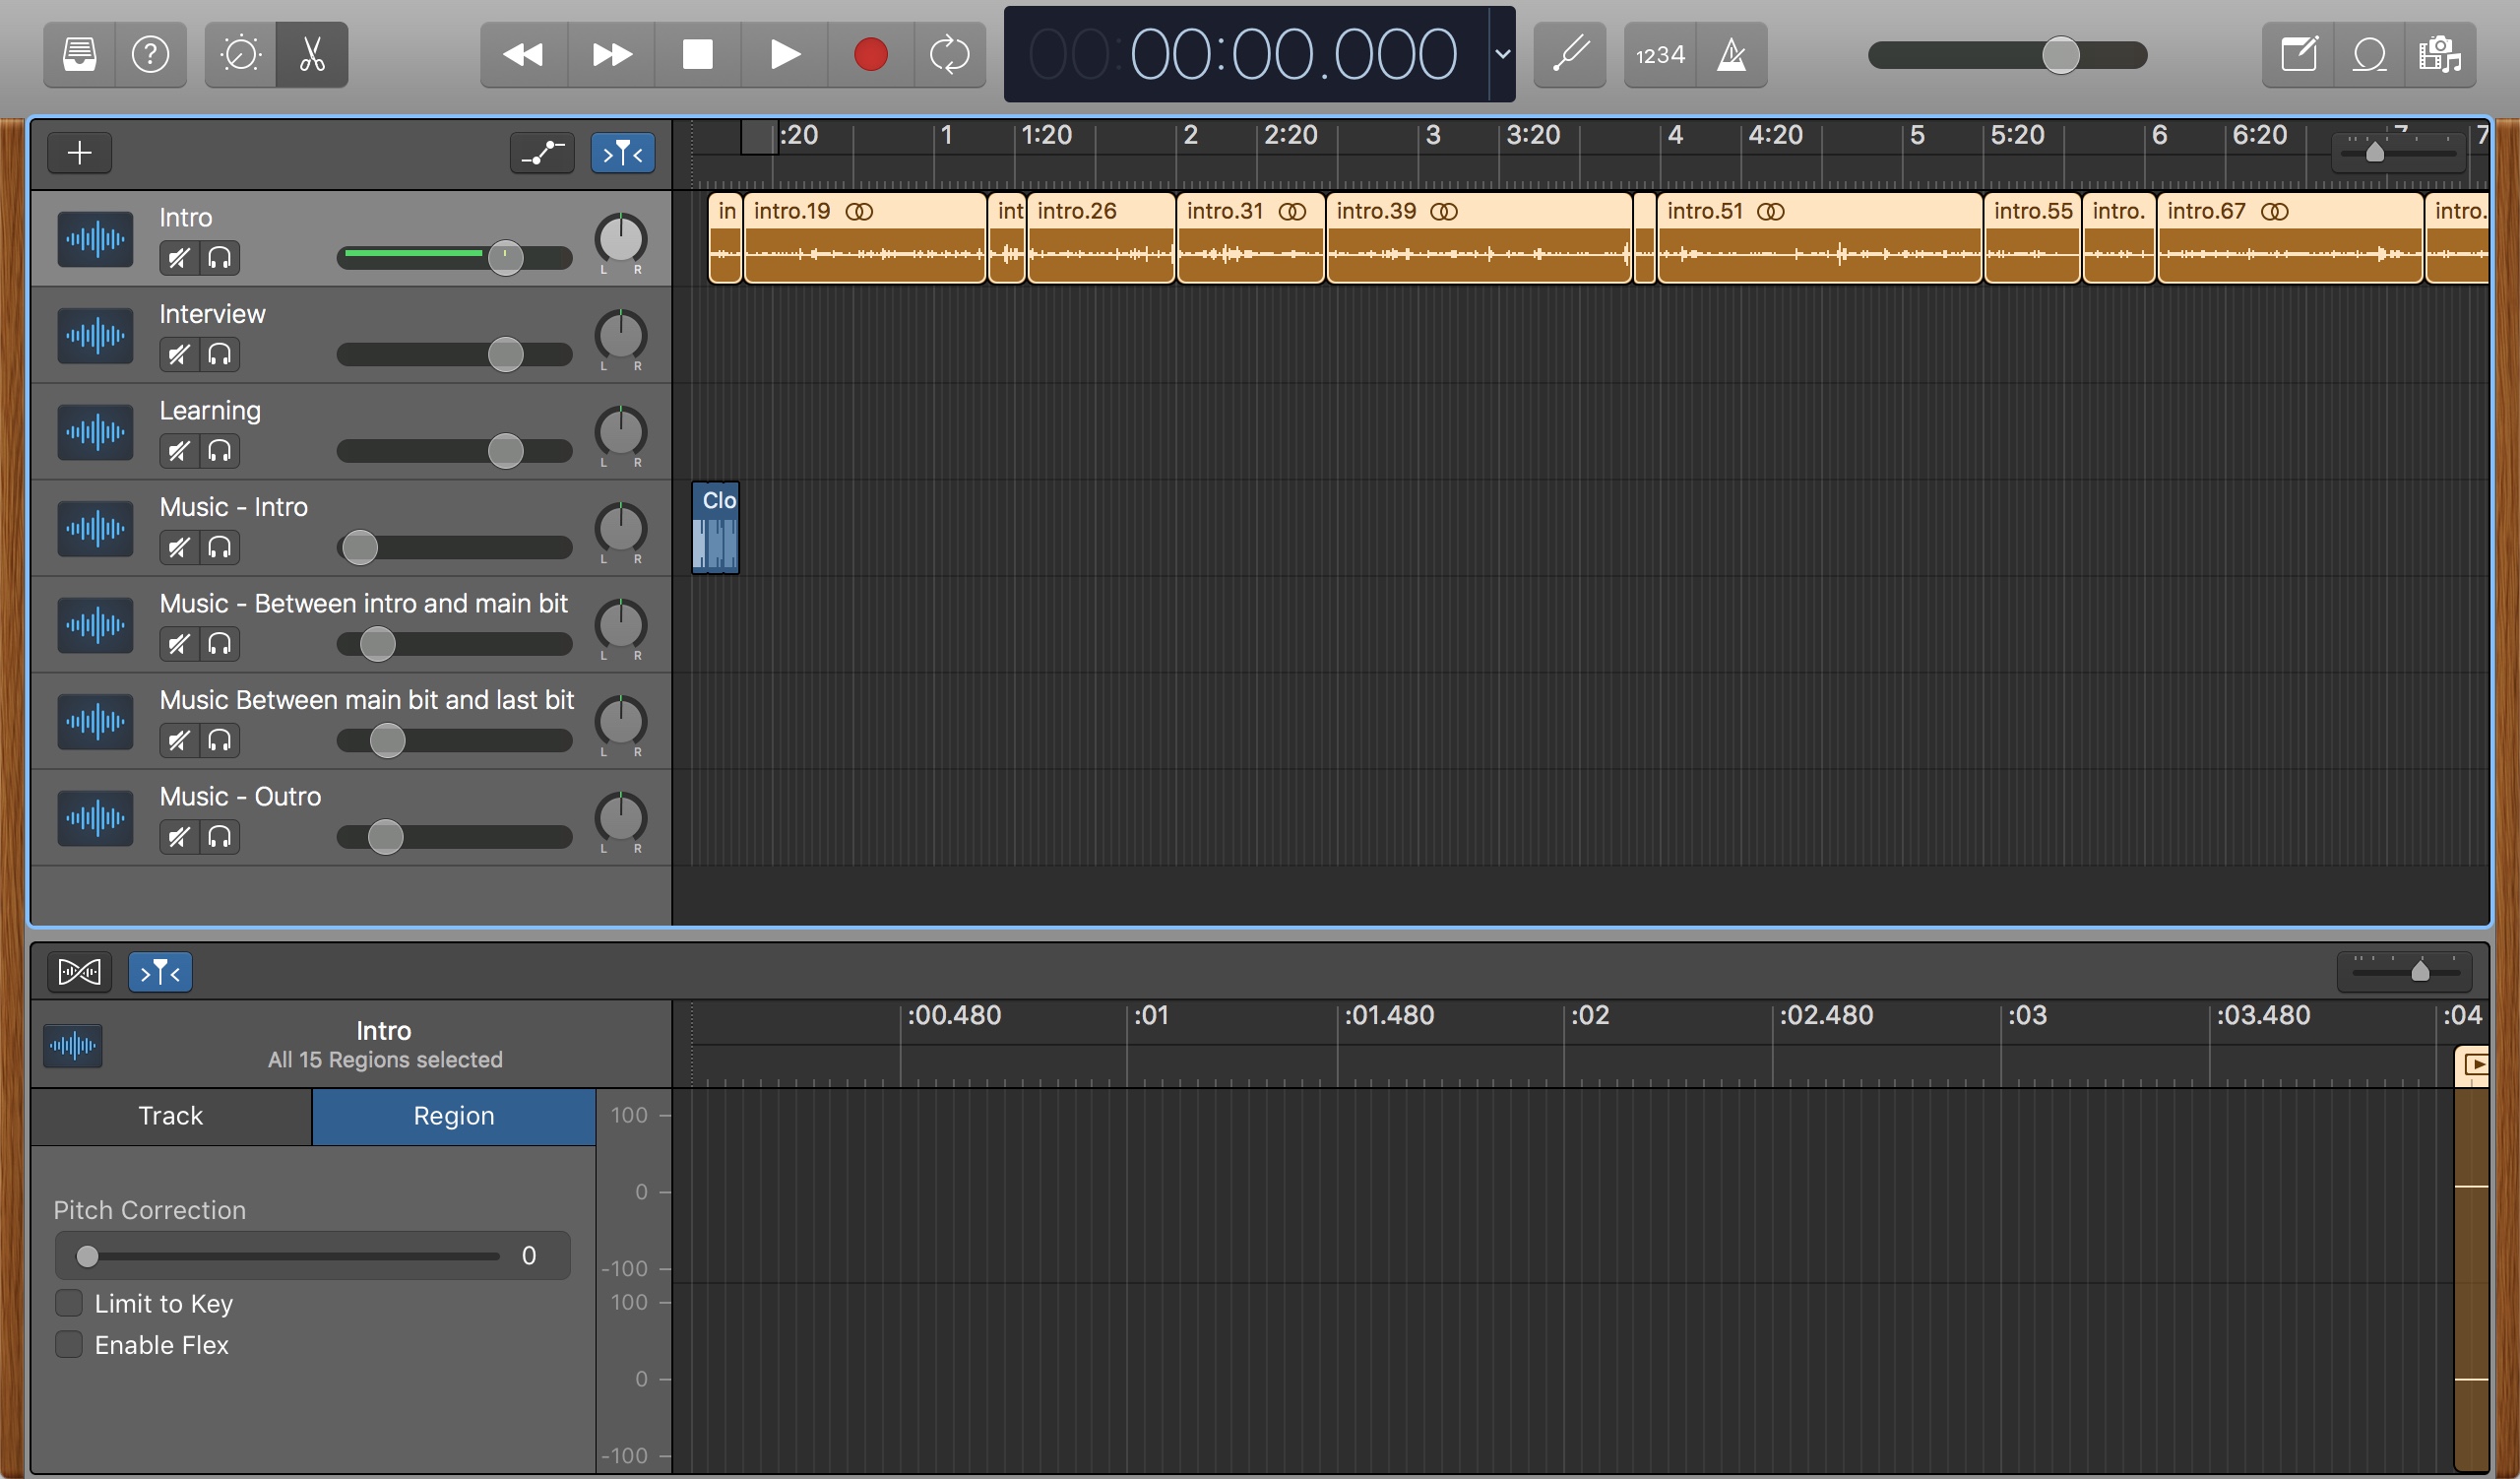 00:00:00.000
1234
:20 1 1:20 2 2:20 3 3:20 4 4:20 5 5:20 6 6:20 7 7
Intro
L R
in intro.19 int intro.26 intro.31 intro.39 intro.51 intro.55 intro. intro.67 intro.
Interview
L R
Learning
L R
Music - Intro
L R
Clo
Music - Between intro and main bit
L R
Music Between main bit and last bit
L R
Music - Outro
L R
:00.480 :01 :01.480 :02 :02.480 :03 :03.480 :04
Intro
All 15 Regions selected
Track Region
100
0
-100
100
0
-100
Pitch Correction
0
Limit to Key
Enable Flex